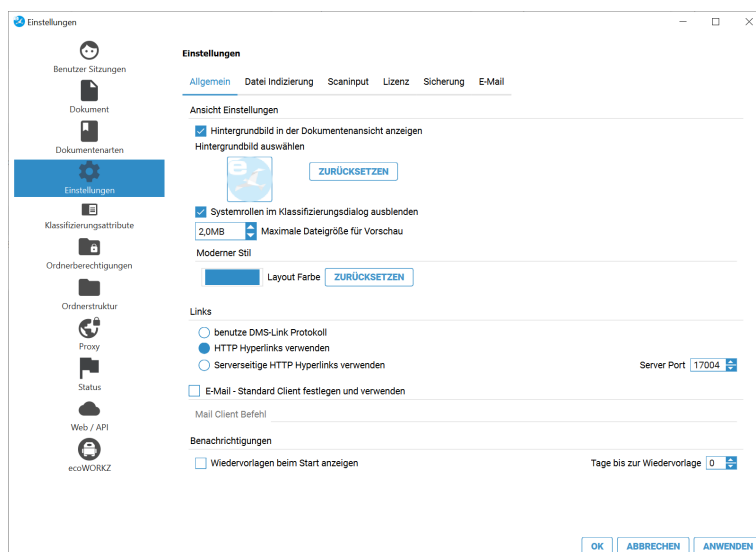 Einstellungen
Benutzer Sitzungen
Dokument
Dokumentenarten
Einstellungen
Klassifizierungsattribute
Ordnerberechtigungen
Ordnerstruktur
Proxy
Status
Web / API
ecoWORKZ
Einstellungen
Allgemein Datei Indizierung Scaninput Lizenz Sicherung E-Mail
Ansicht Einstellungen
Hintergrundbild in der Dokumentenansicht anzeigen
Hintergrundbild auswählen
ZURÜCKSETZEN
Systemrollen im Klassifizierungsdialog ausblenden
2,0MB Maximale Dateigröße für Vorschau
Moderner Stil
Layout Farbe ZURÜCKSETZEN
Links
benutze DMS-Link Protokoll
HTTP Hyperlinks verwenden
Serverseitige HTTP Hyperlinks verwenden Server Port 17004
E-Mail - Standard Client festlegen und verwenden
Mail Client Befehl
Benachrichtigungen
Wiedervorlagen beim Start anzeigen Tage bis zur Wiedervorlage 0
OK ABBRECHEN ANWENDEN